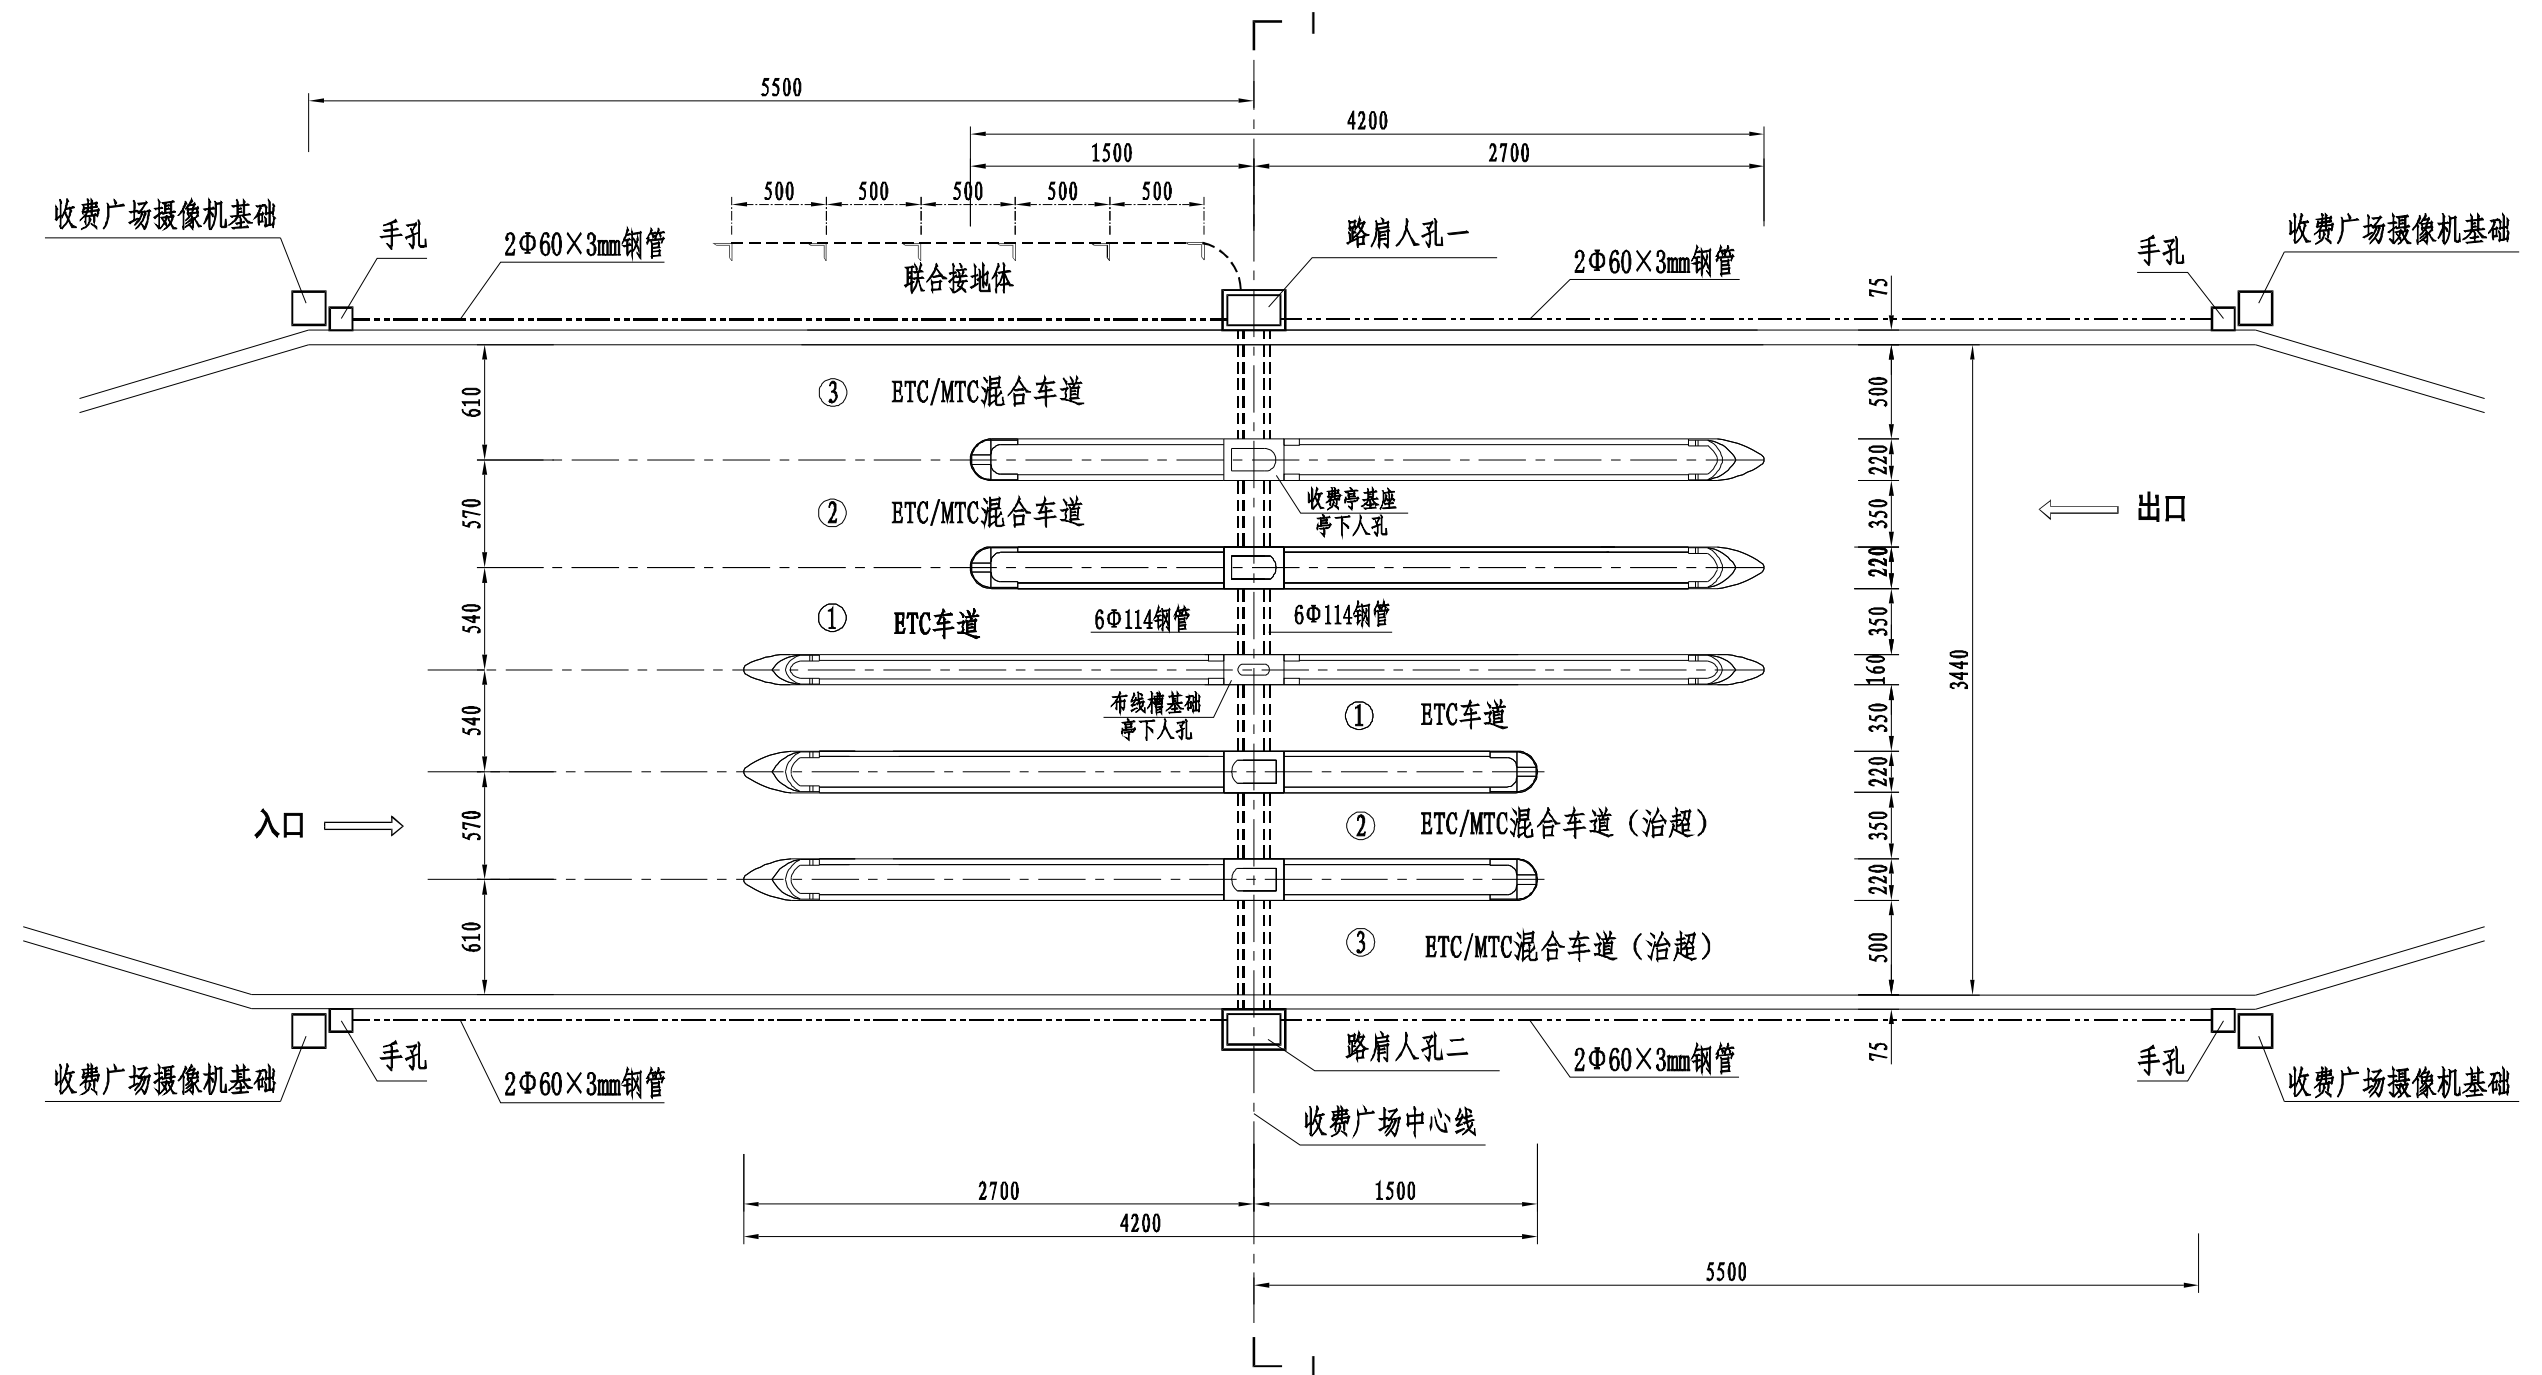 5500
4200
1500
2700
500
500
500
500
500
收费广场摄像机基础
手孔
2Φ60×3mm钢管
联合接地体
路肩人孔一
2Φ60×3mm钢管
手孔
收费广场摄像机基础
75
610
③ ETC/MTC混合车道
500
220
570
② ETC/MTC混合车道
收费亭基座
亭下人孔
350
出口
220
540
① ETC车道
6Φ114钢管
6Φ114钢管
350
160
3440
540
布线槽基础
亭下人孔
① ETC车道
350
220
入口
570
② ETC/MTC混合车道（治超）
350
220
610
③ ETC/MTC混合车道（治超）
500
收费广场摄像机基础
手孔
2Φ60×3mm钢管
路肩人孔二
2Φ60×3mm钢管
75
手孔
收费广场摄像机基础
收费广场中心线
2700
1500
4200
5500